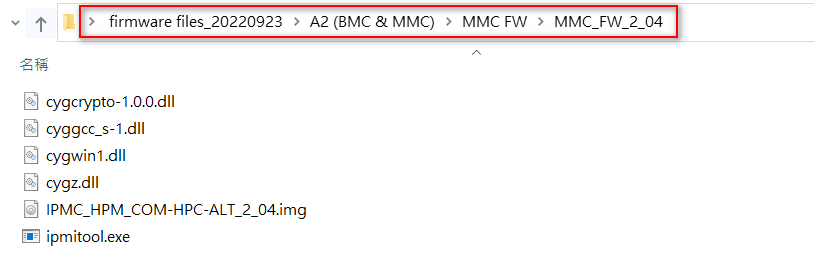 firmware files_20220923 > A2 (BMC & MMC) > MMC FW > MMC_FW_2_04
名稱
cygcrypto-1.0.0.dll
cyggcc_s-1.dll
cygwin1.dll
cygz.dll
IPMC_HPM_COM-HPC-ALT_2_04.img
ipmitool.exe